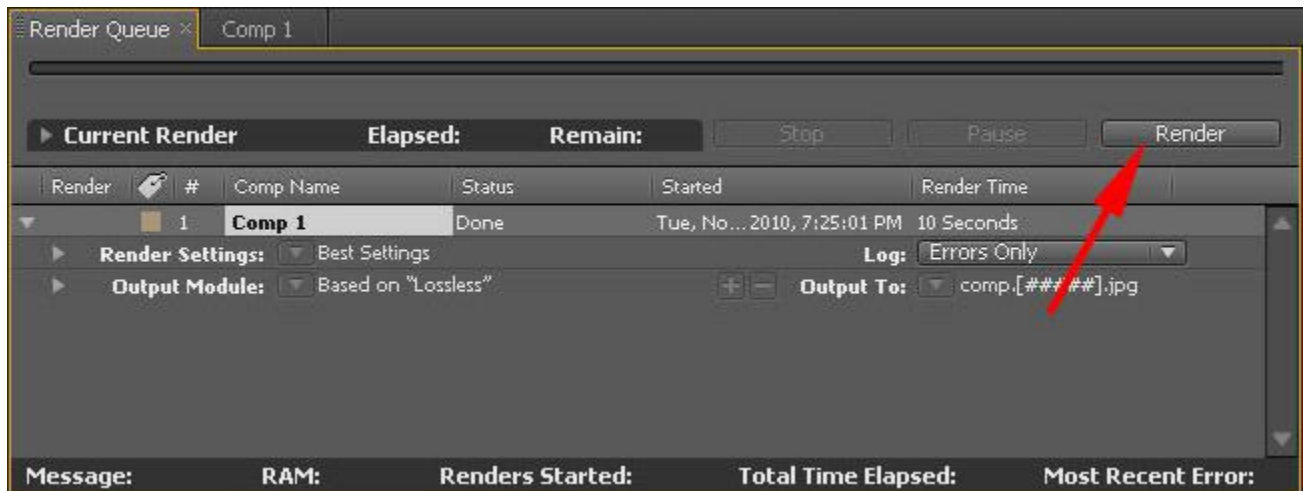 Render Queue × Comp 1
Current Render Elapsed: Remain: Stop Pause Render
Render # Comp Name Status Started Render Time
1 Comp 1 Done Tue, No... 2010, 7:25:01 PM 10 Seconds
Render Settings: Best Settings Log: Errors Only
Output Module: Based on "Lossless" + − Output To: comp.[#####].jpg
Message: RAM: Renders Started: Total Time Elapsed: Most Recent Error: